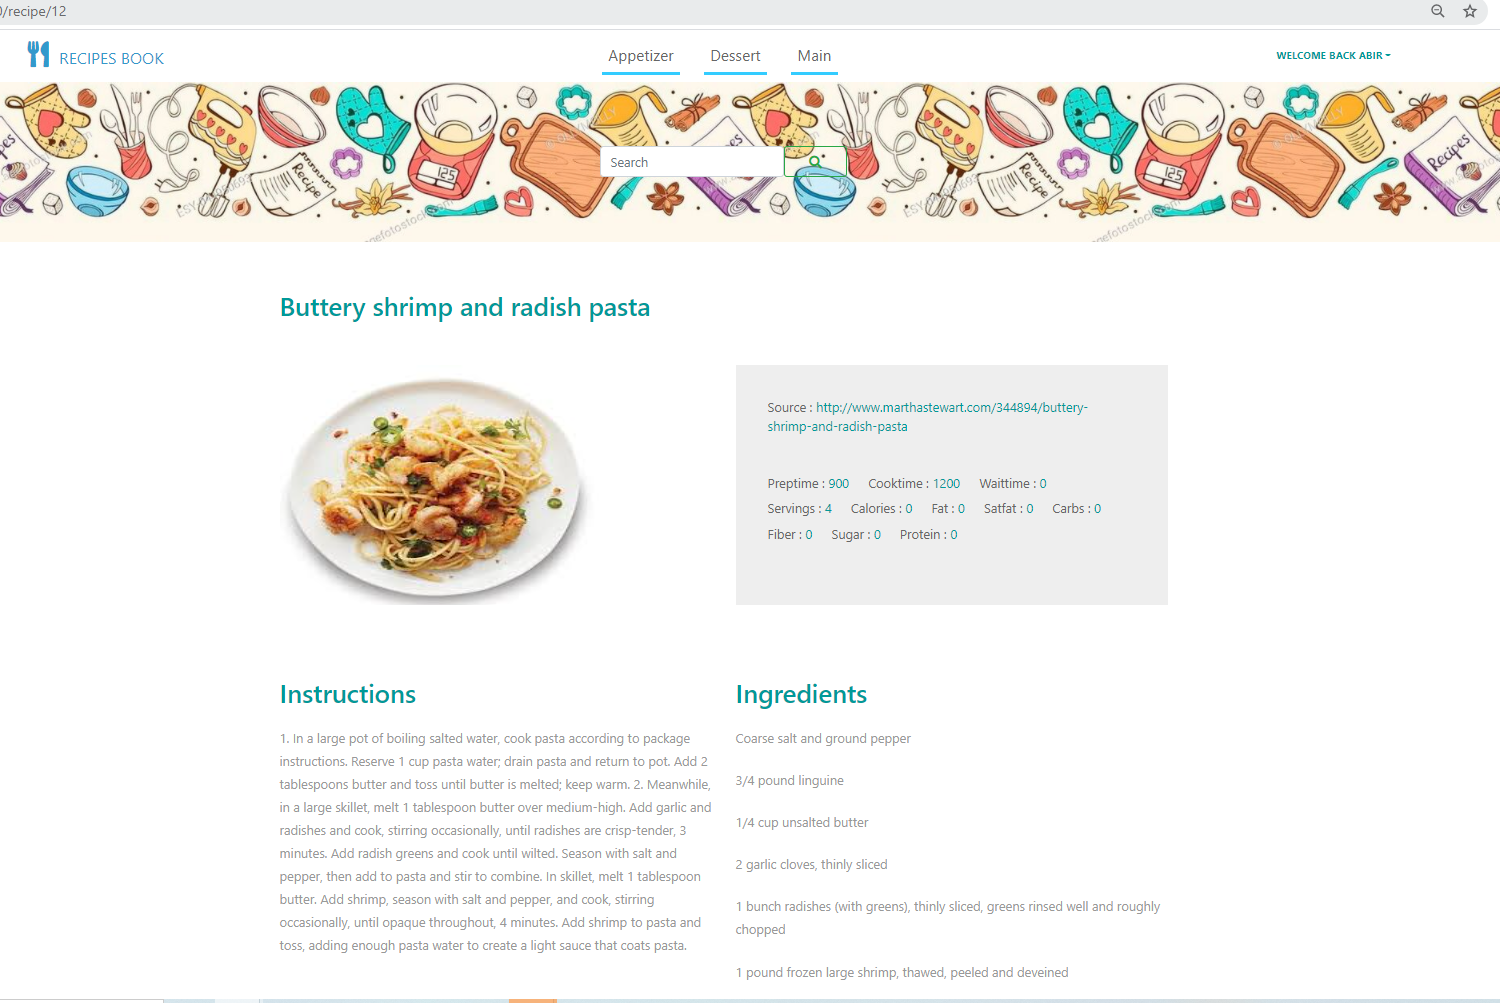 /recipe/12
RECIPES BOOK
Appetizer Dessert Main
WELCOME BACK ABIR
Recipe
Recipe
Recipes
125
125
Search
Buttery shrimp and radish pasta
Source : http://www.marthastewart.com/344894/buttery-
shrimp-and-radish-pasta
Preptime : 900 Cooktime : 1200 Waittime : 0
Servings : 4 Calories : 0 Fat : 0 Satfat : 0 Carbs : 0
Fiber : 0 Sugar : 0 Protein : 0
Instructions
1. In a large pot of boiling salted water, cook pasta according to package
instructions. Reserve 1 cup pasta water; drain pasta and return to pot. Add 2
tablespoons butter and toss until butter is melted; keep warm. 2. Meanwhile,
in a large skillet, melt 1 tablespoon butter over medium-high. Add garlic and
radishes and cook, stirring occasionally, until radishes are crisp-tender, 3
minutes. Add radish greens and cook until wilted. Season with salt and
pepper, then add to pasta and stir to combine. In skillet, melt 1 tablespoon
butter. Add shrimp, season with salt and pepper, and cook, stirring
occasionally, until opaque throughout, 4 minutes. Add shrimp to pasta and
toss, adding enough pasta water to create a light sauce that coats pasta.
Ingredients
Coarse salt and ground pepper
3/4 pound linguine
1/4 cup unsalted butter
2 garlic cloves, thinly sliced
1 bunch radishes (with greens), thinly sliced, greens rinsed well and roughly
chopped
1 pound frozen large shrimp, thawed, peeled and deveined